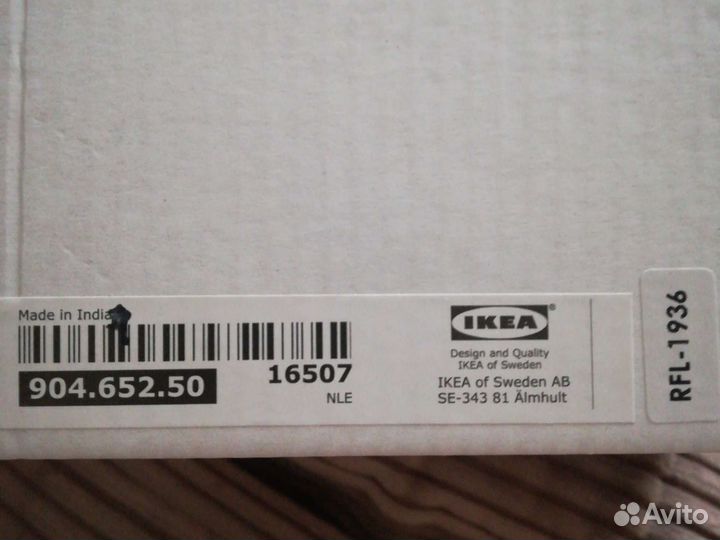 Made in India
904.652.50
16507
NLE
IKEA®
Design and Quality
IKEA of Sweden
IKEA of Sweden AB
SE-343 81 Älmhult
RFL-1936
Avito